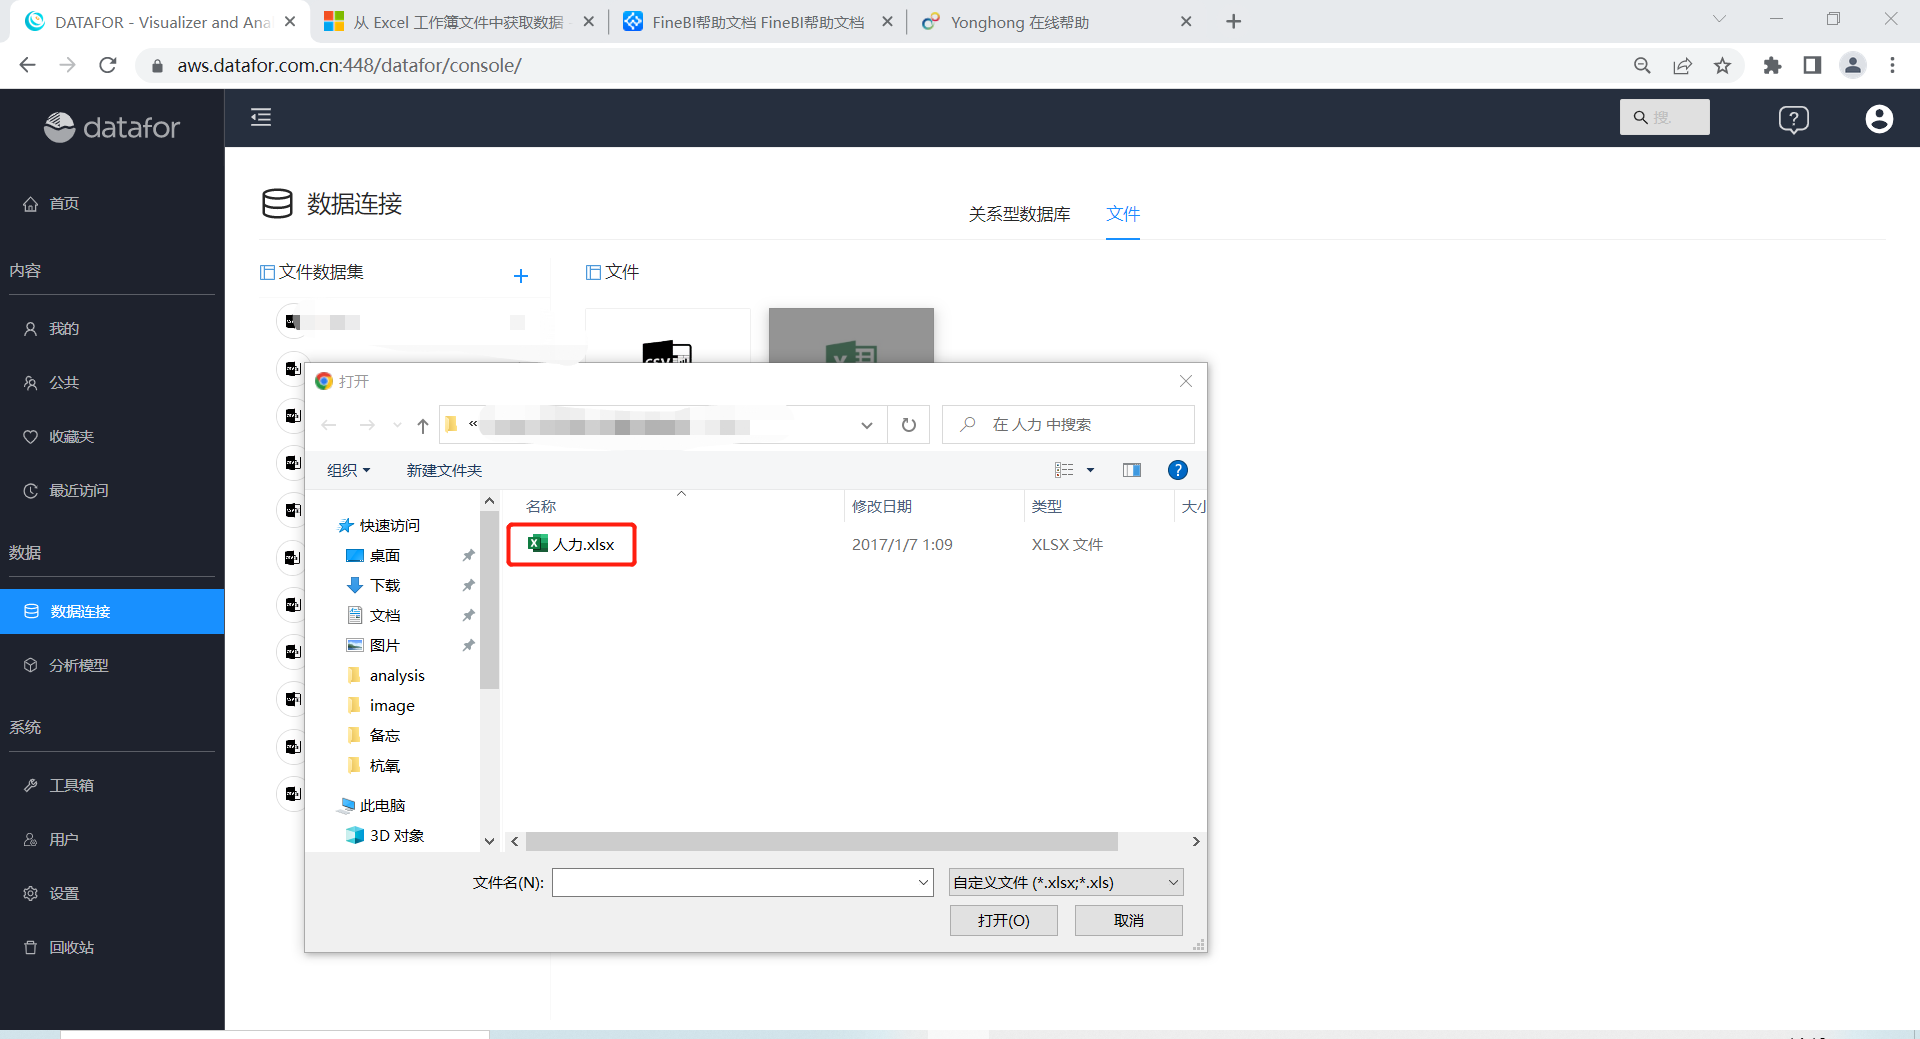 DATAFOR - Visualizer and Ana
从 Excel 工作簿文件中获取数据
FineBI帮助文档 FineBI帮助文档
Yonghong 在线帮助
aws.datafor.com.cn:448/datafor/console/
datafor
搜.
首页
内容
我的
公共
收藏夹
最近访问
数据
数据连接
分析模型
系统
工具箱
用户
设置
回收站
数据连接
关系型数据库
文件
文件数据集
文件
打开
«
在 人力 中搜索
组织
新建文件夹
名称
修改日期
类型
大小
人力.xlsx
2017/1/7 1:09
XLSX 文件
快速访问
桌面
下载
文档
图片
analysis
image
备忘
杭氧
此电脑
3D 对象
文件名(N):
自定义文件 (*.xlsx;*.xls)
打开(O)
取消